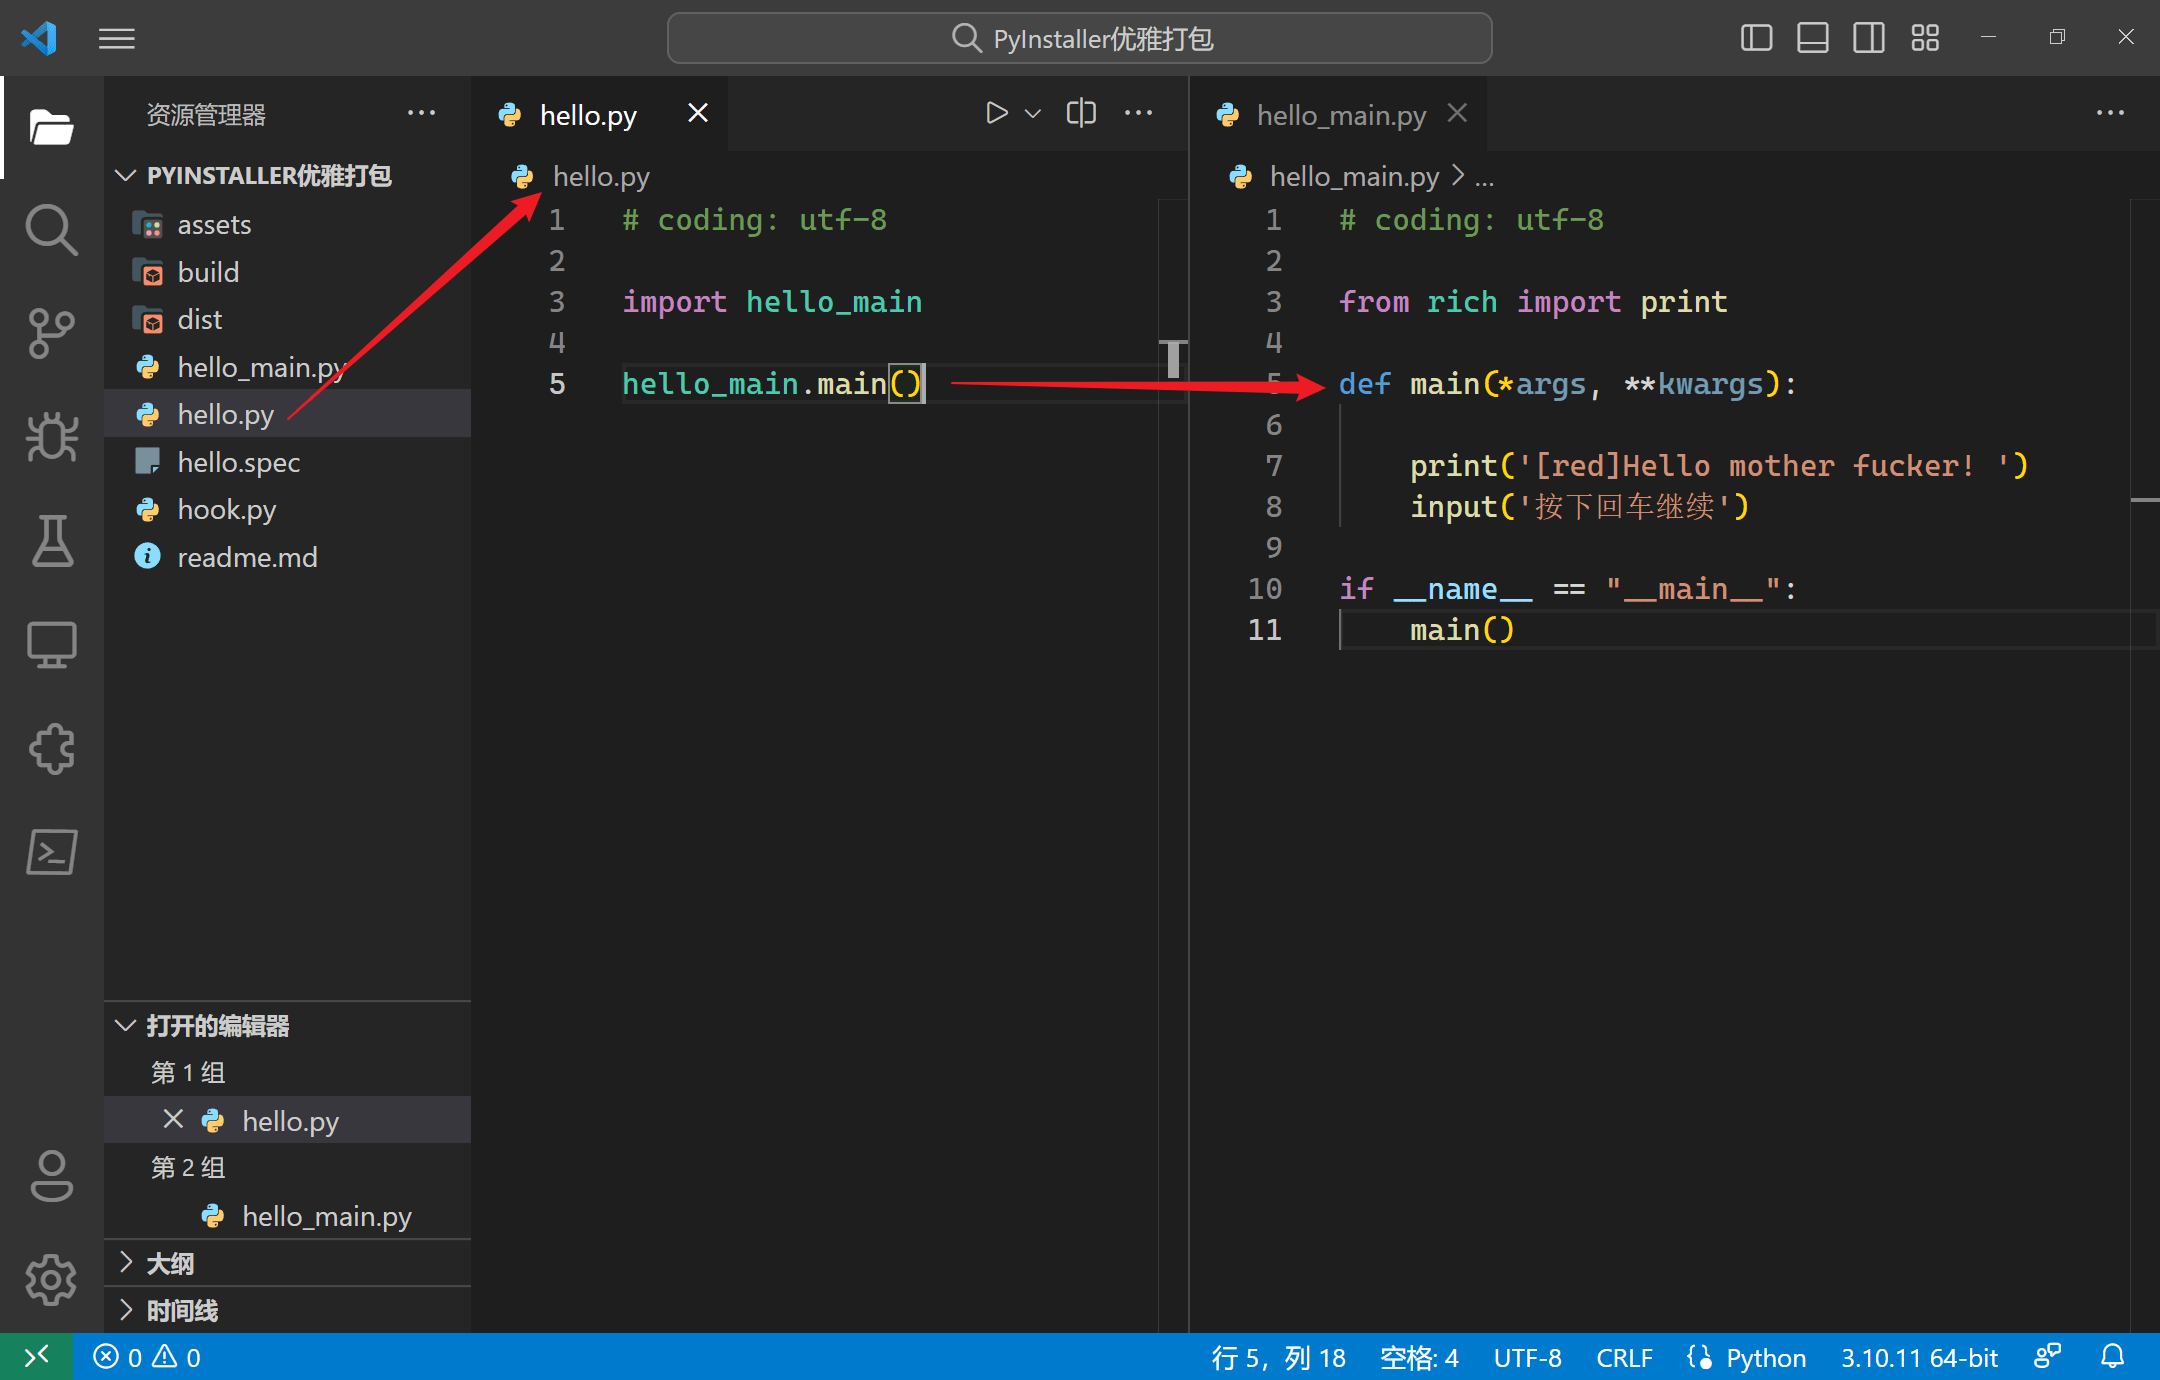 PyInstaller优雅打包
资源管理器
PYINSTALLER优雅打包
assets
build
dist
hello_main.py
hello.py
hello.spec
hook.py
readme.md
打开的编辑器
第 1 组
hello.py
第 2 组
hello_main.py
大纲
时间线
hello.py
hello.py
1 # coding: utf-8
2
3 import hello_main
4
5 hello_main.main()
hello_main.py
hello_main.py > ...
1 # coding: utf-8
2
3 from rich import print
4
5 def main(*args, **kwargs):
6
7 print('[red]Hello mother fucker! ')
8 input('按下回车继续')
9
10 if __name__ == "__main__":
11 main()
0 0
行 5，列 18 空格: 4 UTF-8 CRLF Python 3.10.11 64-bit